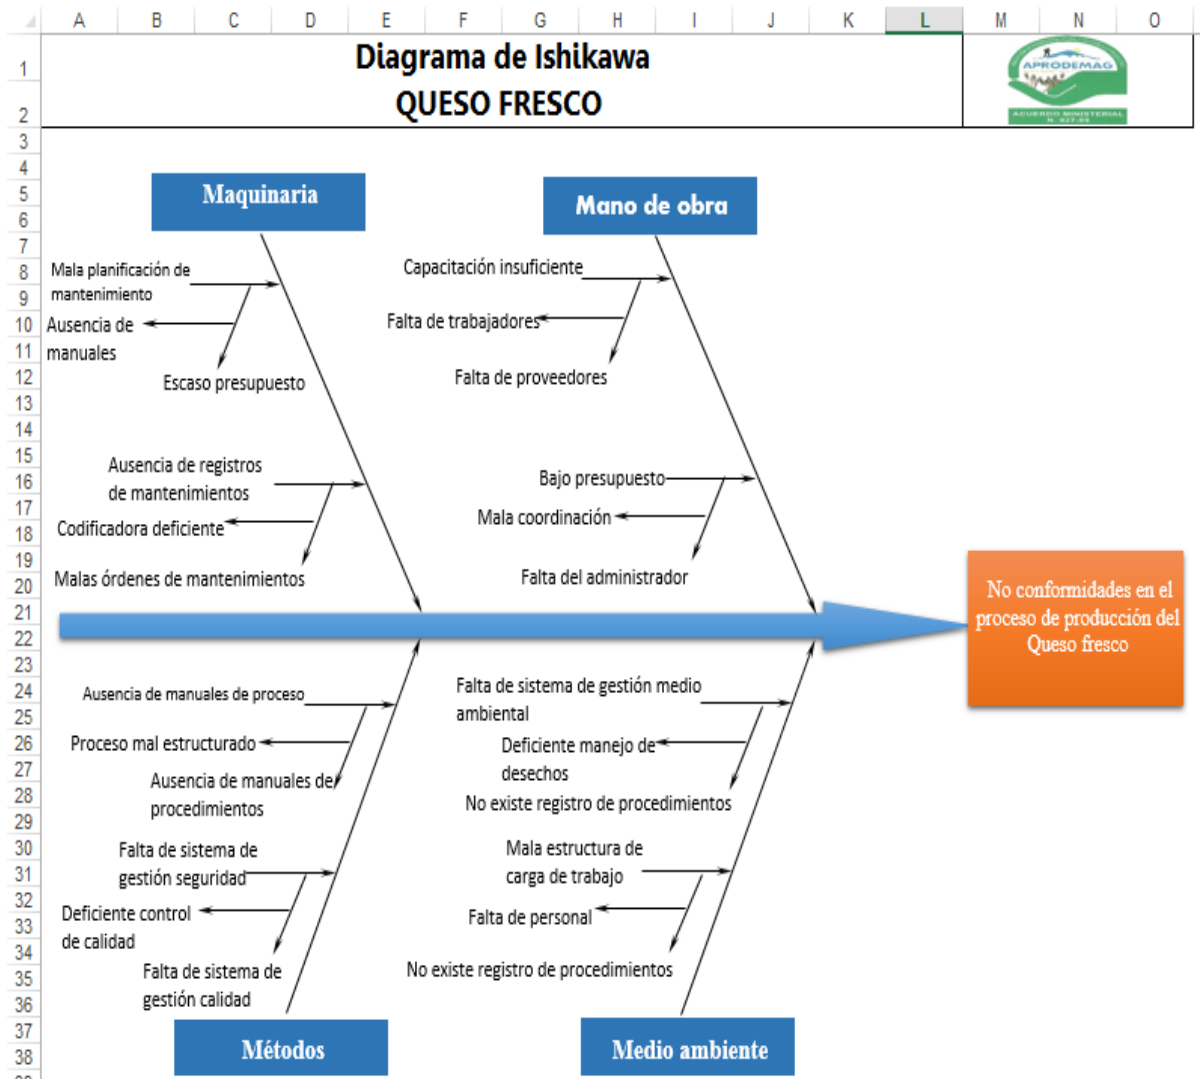 A B C D E F G H I J K L M N O
1
Diagrama de Ishikawa
2
QUESO FRESCO
APRODEMAG
ACUERDO MINISTERIAL
3
4
5
6
7
8
9
10
11
12
13
14
15
16
17
18
19
20
21
22
23
24
25
26
27
28
29
30
31
32
33
34
35
36
37
38
Maquinaria
Mala planificación de
mantenimiento
Ausencia de
manuales
Escaso presupuesto
Ausencia de registros
de mantenimientos
Codificadora deficiente
Malas órdenes de mantenimientos
Mano de obra
Capacitación insuficiente
Falta de trabajadores
Falta de proveedores
Bajo presupuesto
Mala coordinación
Falta del administrador
No conformidades en el
proceso de producción del
Queso fresco
Ausencia de manuales de proceso
Proceso mal estructurado
Ausencia de manuales de
procedimientos
Falta de sistema de
gestión seguridad
Deficiente control
de calidad
Falta de sistema de
gestión calidad
Métodos
Falta de sistema de gestión medio
ambiental
Deficiente manejo de
desechos
No existe registro de procedimientos
Mala estructura de
carga de trabajo
Falta de personal
No existe registro de procedimientos
Medio ambiente